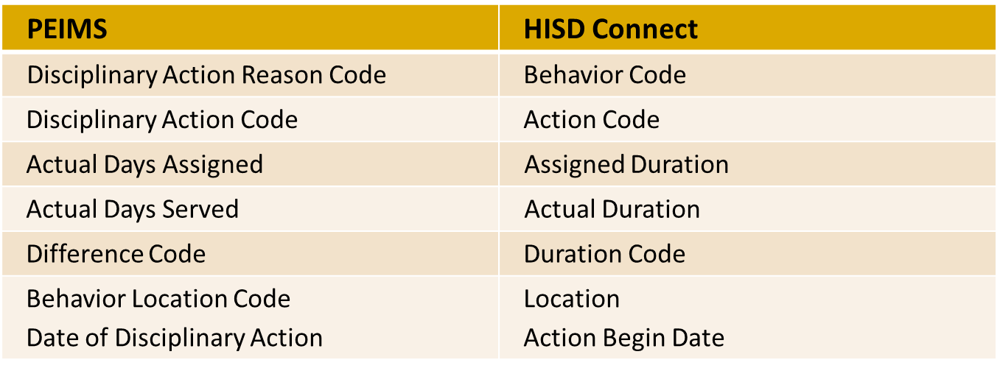 PEIMS HISD Connect
Disciplinary Action Reason Code Behavior Code
Disciplinary Action Code Action Code
Actual Days Assigned Assigned Duration
Actual Days Served Actual Duration
Difference Code Duration Code
Behavior Location Code Location
Date of Disciplinary Action Action Begin Date